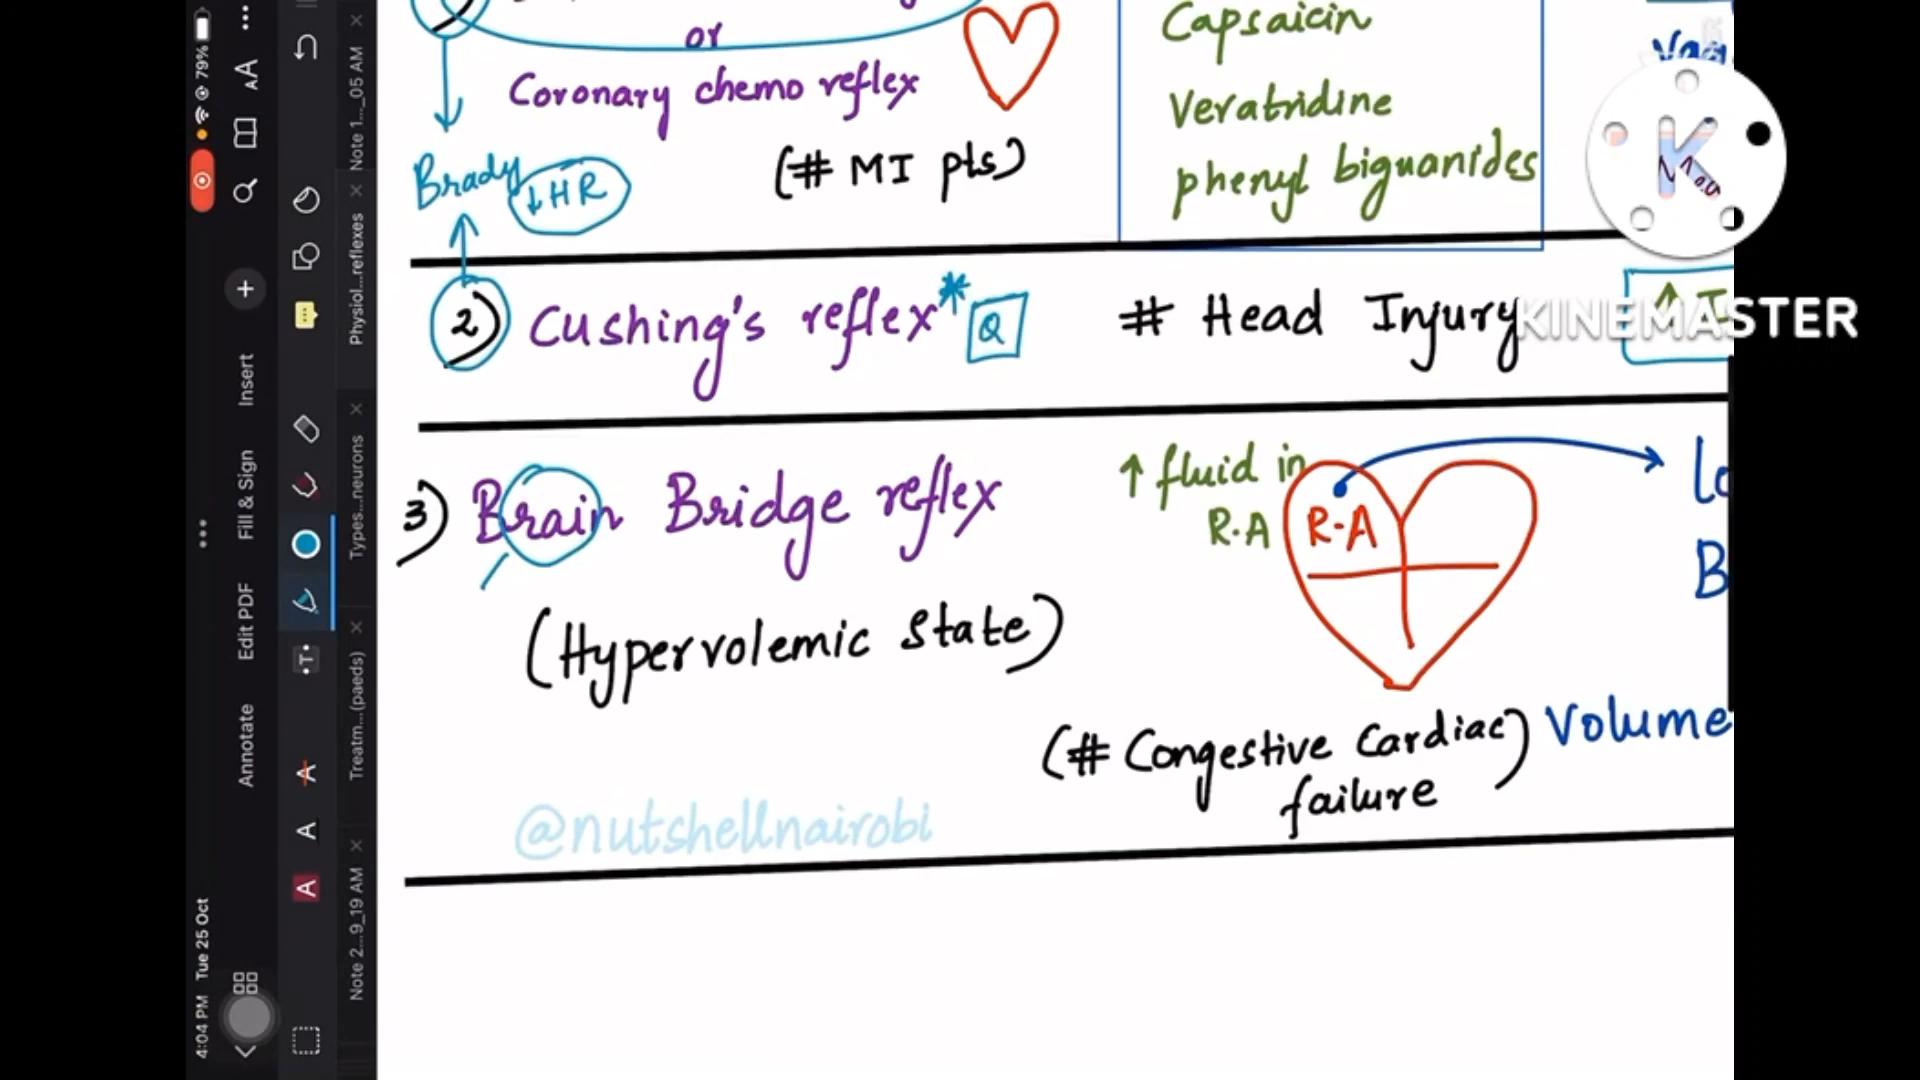 or
Coronary chemo reflex
Brady ↓HR
(# MI pts)
Capsaicin
Veratridine
phenyl biguanides
K
KINEMASTER
2) Cushing's reflex* Q # Head Injury ↑ I
3) Brain Bridge reflex
(Hypervolemic State)
↑ fluid in
R.A
R-A
B
Volume
(# Congestive Cardiac)
failure
@nutshellnairobi
79%
4:04 PM Tue 25 Oct
AA
Insert
Fill & Sign
Edit PDF
Annotate
T
A
A
A
Note 1..._05 AM
Physiol...reflexes
Types...neurons
Treatm...(paeds)
Note 2...9_19 AM